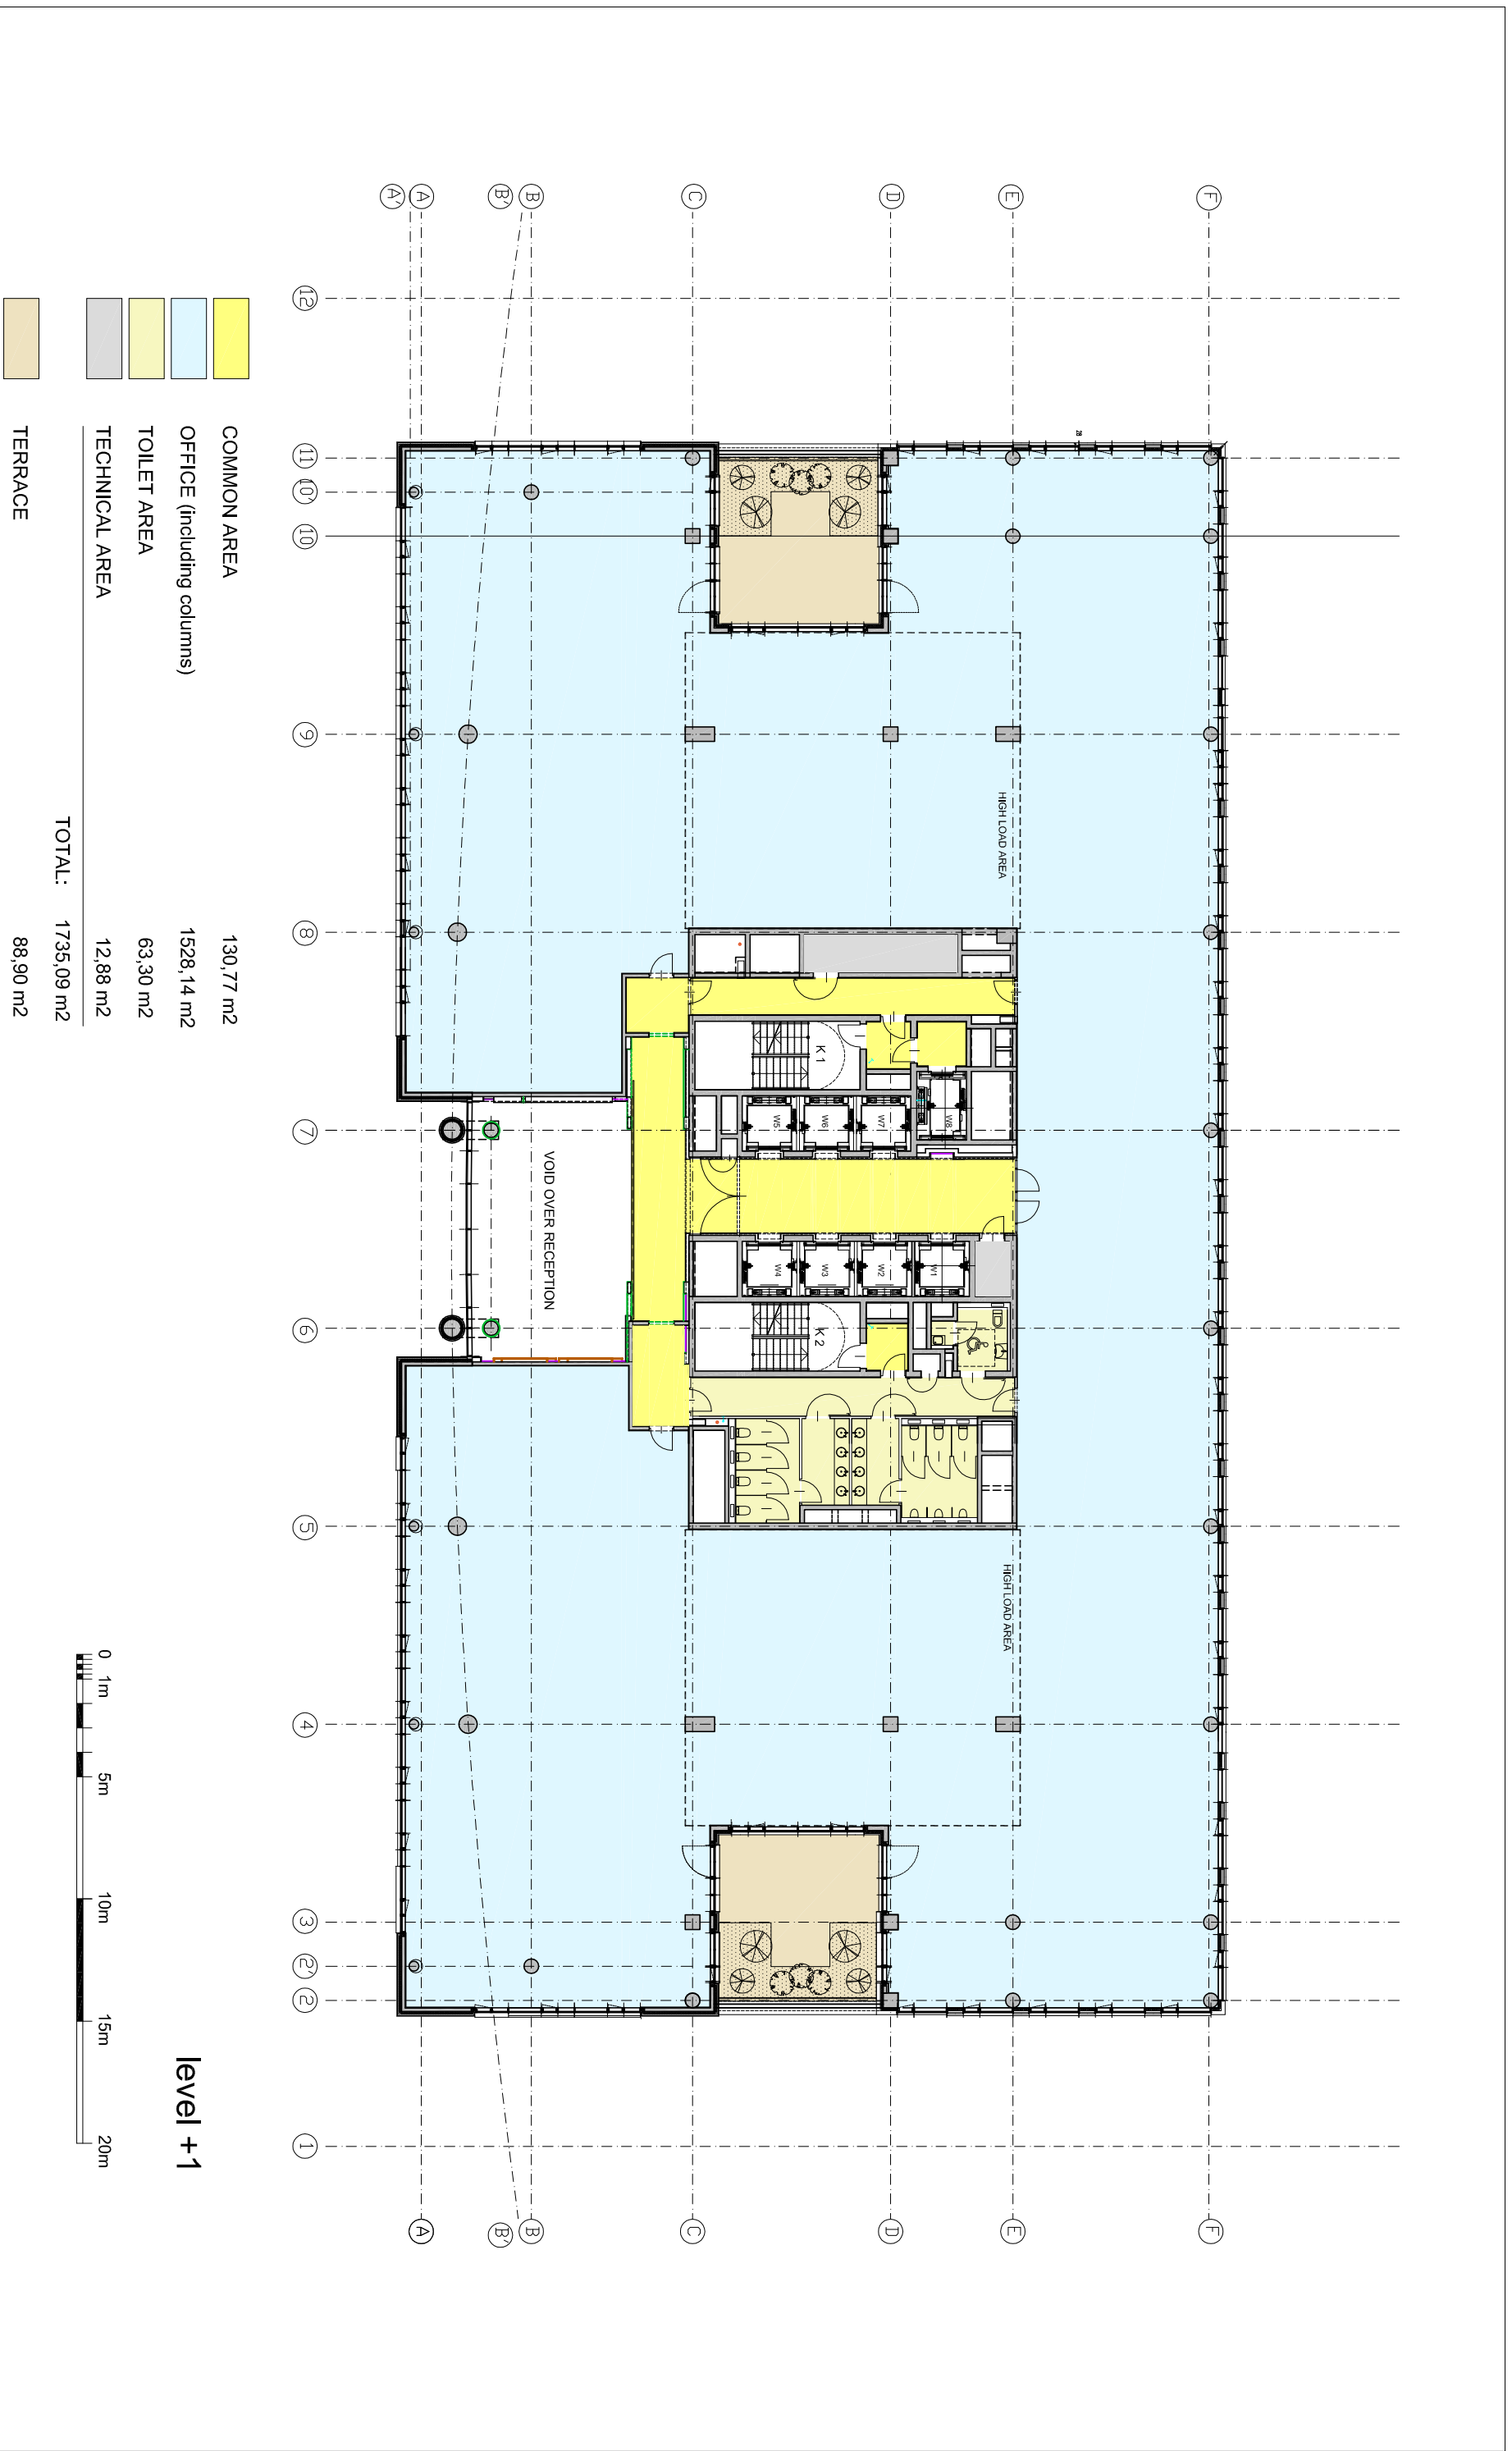 F
E
D
C
B
B'
A
A'
12
11
10'
10
9
8
7
6
5
4
3
2'
2
1
F
E
D
C
B
B'
A
HIGH LOAD AREA
HIGH LOAD AREA
K 1
W8
W7
W6
W5
W1
W2
W3
W4
K 2
VOID OVER RECEPTION
COMMON AREA 130,77 m2
OFFICE (including columns) 1528,14 m2
TOILET AREA 63,30 m2
TECHNICAL AREA 12,88 m2
TOTAL: 1735,09 m2
TERRACE 88,90 m2
level +1
0 1m 5m 10m 15m 20m